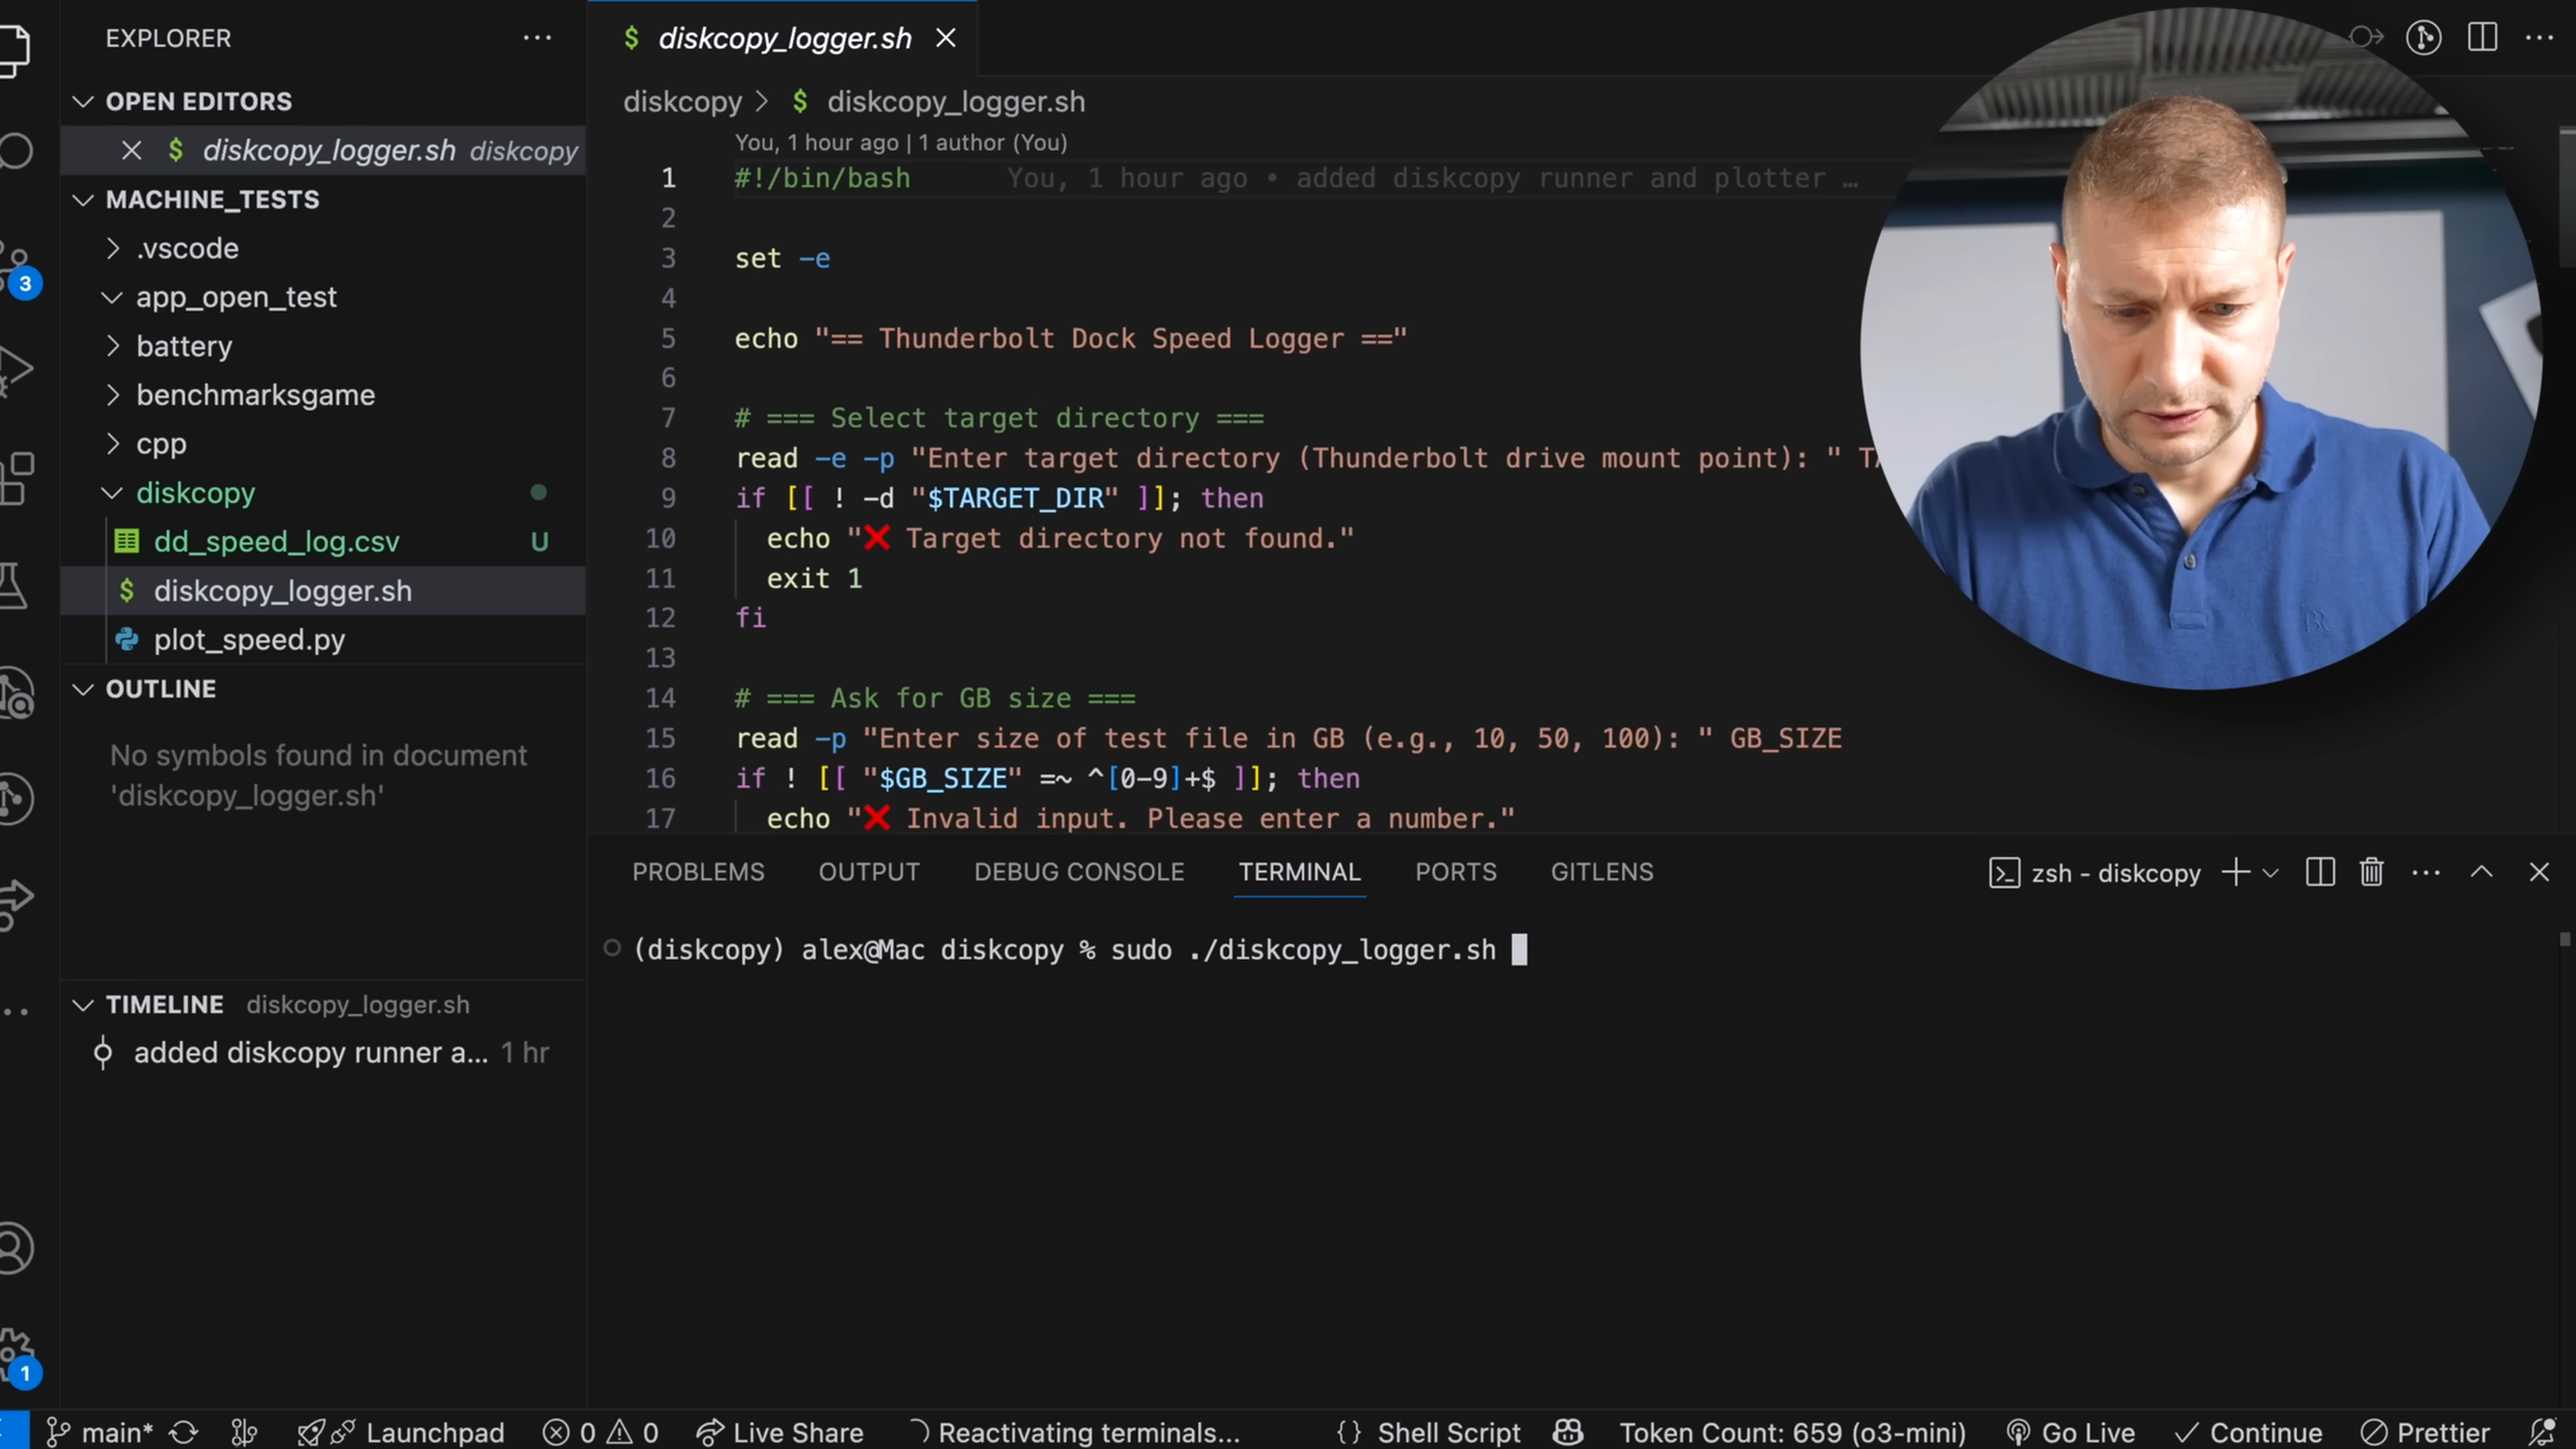 EXPLORER
OPEN EDITORS
$ diskcopy_logger.sh diskcopy
MACHINE_TESTS
.vscode
app_open_test
battery
benchmarksgame
cpp
diskcopy
dd_speed_log.csv U
$ diskcopy_logger.sh
plot_speed.py
OUTLINE
No symbols found in document
'diskcopy_logger.sh'
TIMELINE diskcopy_logger.sh
added diskcopy runner a... 1 hr
3
1
$ diskcopy_logger.sh
diskcopy > $ diskcopy_logger.sh
You, 1 hour ago | 1 author (You)
1 #!/bin/bash You, 1 hour ago • added diskcopy runner and plotter …
2
3 set -e
4
5 echo "== Thunderbolt Dock Speed Logger =="
6
7 # === Select target directory ===
8 read -e -p "Enter target directory (Thunderbolt drive mount point): "
9 if [[ ! -d "$TARGET_DIR" ]]; then
10 echo "❌ Target directory not found."
11 exit 1
12 fi
13
14 # === Ask for GB size ===
15 read -p "Enter size of test file in GB (e.g., 10, 50, 100): " GB_SIZE
16 if ! [[ "$GB_SIZE" =~ ^[0-9]+$ ]]; then
17 echo "❌ Invalid input. Please enter a number."
PROBLEMS OUTPUT DEBUG CONSOLE TERMINAL PORTS GITLENS zsh - diskcopy
(diskcopy) alex@Mac diskcopy % sudo ./diskcopy_logger.sh
main* Launchpad 0 0 Live Share Reactivating terminals... {} Shell Script Token Count: 659 (o3-mini) Go Live Continue Prettier